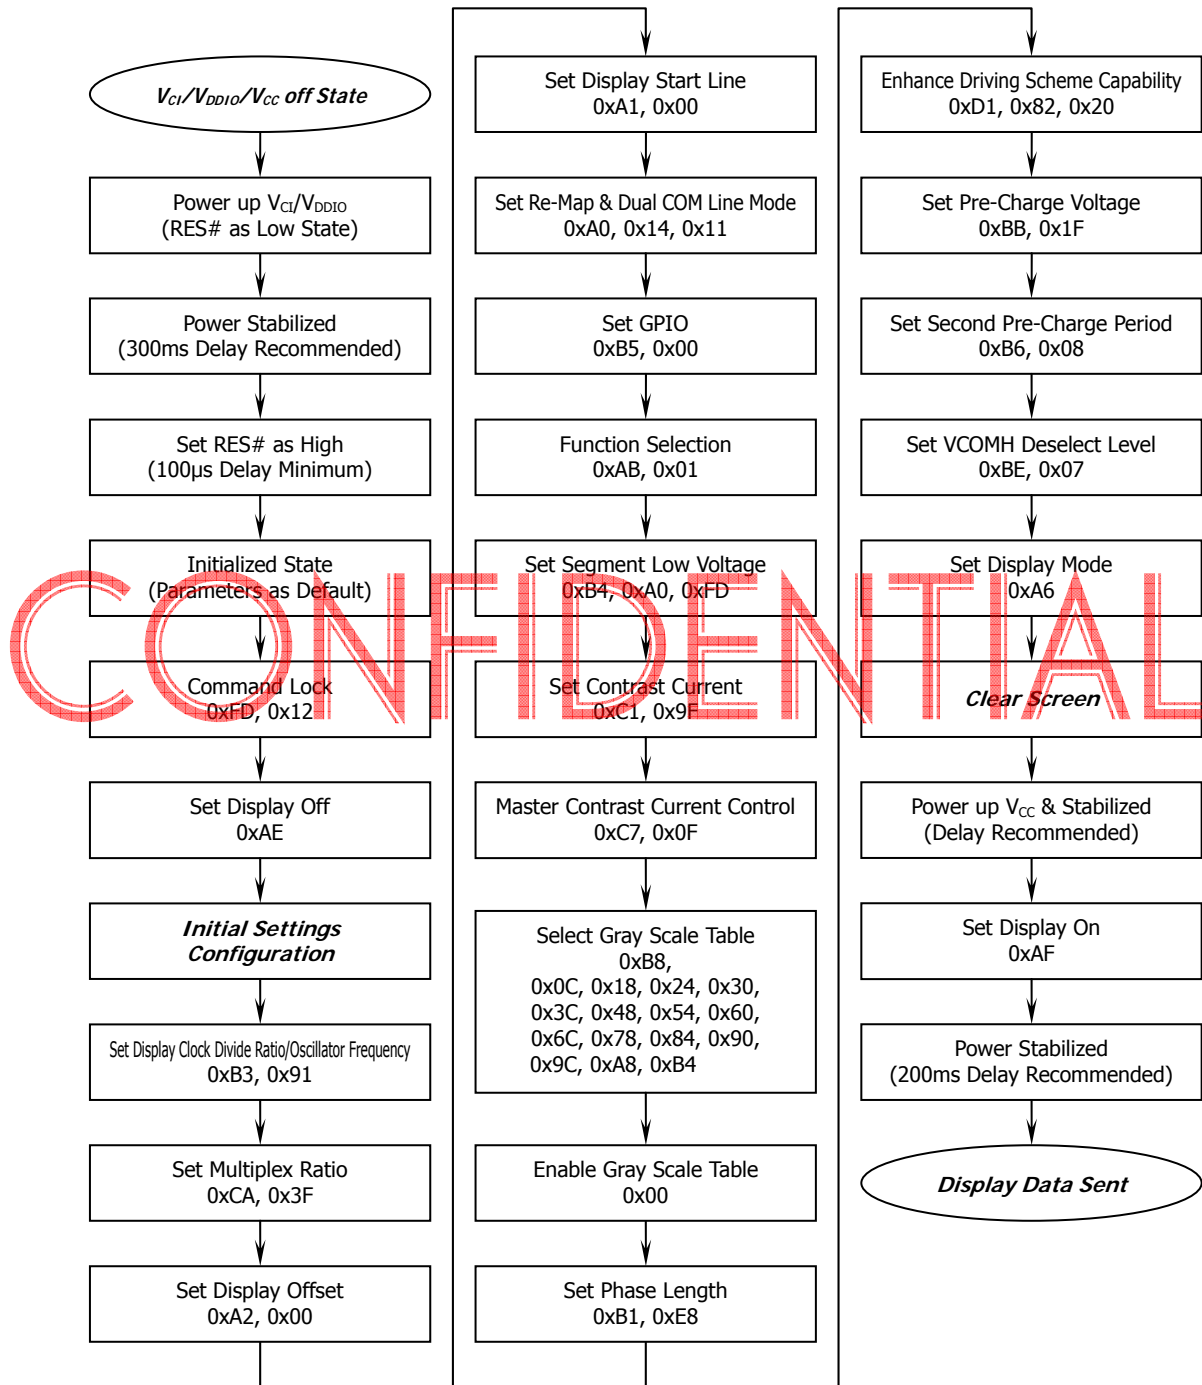 V_CI/V_DDIO/V_CC off State
Power up V_CI/V_DDIO
(RES# as Low State)
Power Stabilized
(300ms Delay Recommended)
Set RES# as High
(100μs Delay Minimum)
Initialized State
(Parameters as Default)
Command Lock
0xFD, 0x12
Set Display Off
0xAE
Initial Settings
Configuration
Set Display Clock Divide Ratio/Oscillator Frequency
0xB3, 0x91
Set Multiplex Ratio
0xCA, 0x3F
Set Display Offset
0xA2, 0x00
Set Display Start Line
0xA1, 0x00
Set Re-Map & Dual COM Line Mode
0xA0, 0x14, 0x11
Set GPIO
0xB5, 0x00
Function Selection
0xAB, 0x01
Set Segment Low Voltage
0xB4, 0xA0, 0xFD
Set Contrast Current
0xC1, 0x9F
Master Contrast Current Control
0xC7, 0x0F
Select Gray Scale Table
0xB8,
0x0C, 0x18, 0x24, 0x30,
0x3C, 0x48, 0x54, 0x60,
0x6C, 0x78, 0x84, 0x90,
0x9C, 0xA8, 0xB4
Enable Gray Scale Table
0x00
Set Phase Length
0xB1, 0xE8
Enhance Driving Scheme Capability
0xD1, 0x82, 0x20
Set Pre-Charge Voltage
0xBB, 0x1F
Set Second Pre-Charge Period
0xB6, 0x08
Set VCOMH Deselect Level
0xBE, 0x07
Set Display Mode
0xA6
Clear Screen
Power up V_CC & Stabilized
(Delay Recommended)
Set Display On
0xAF
Power Stabilized
(200ms Delay Recommended)
Display Data Sent
CONFIDENTIAL